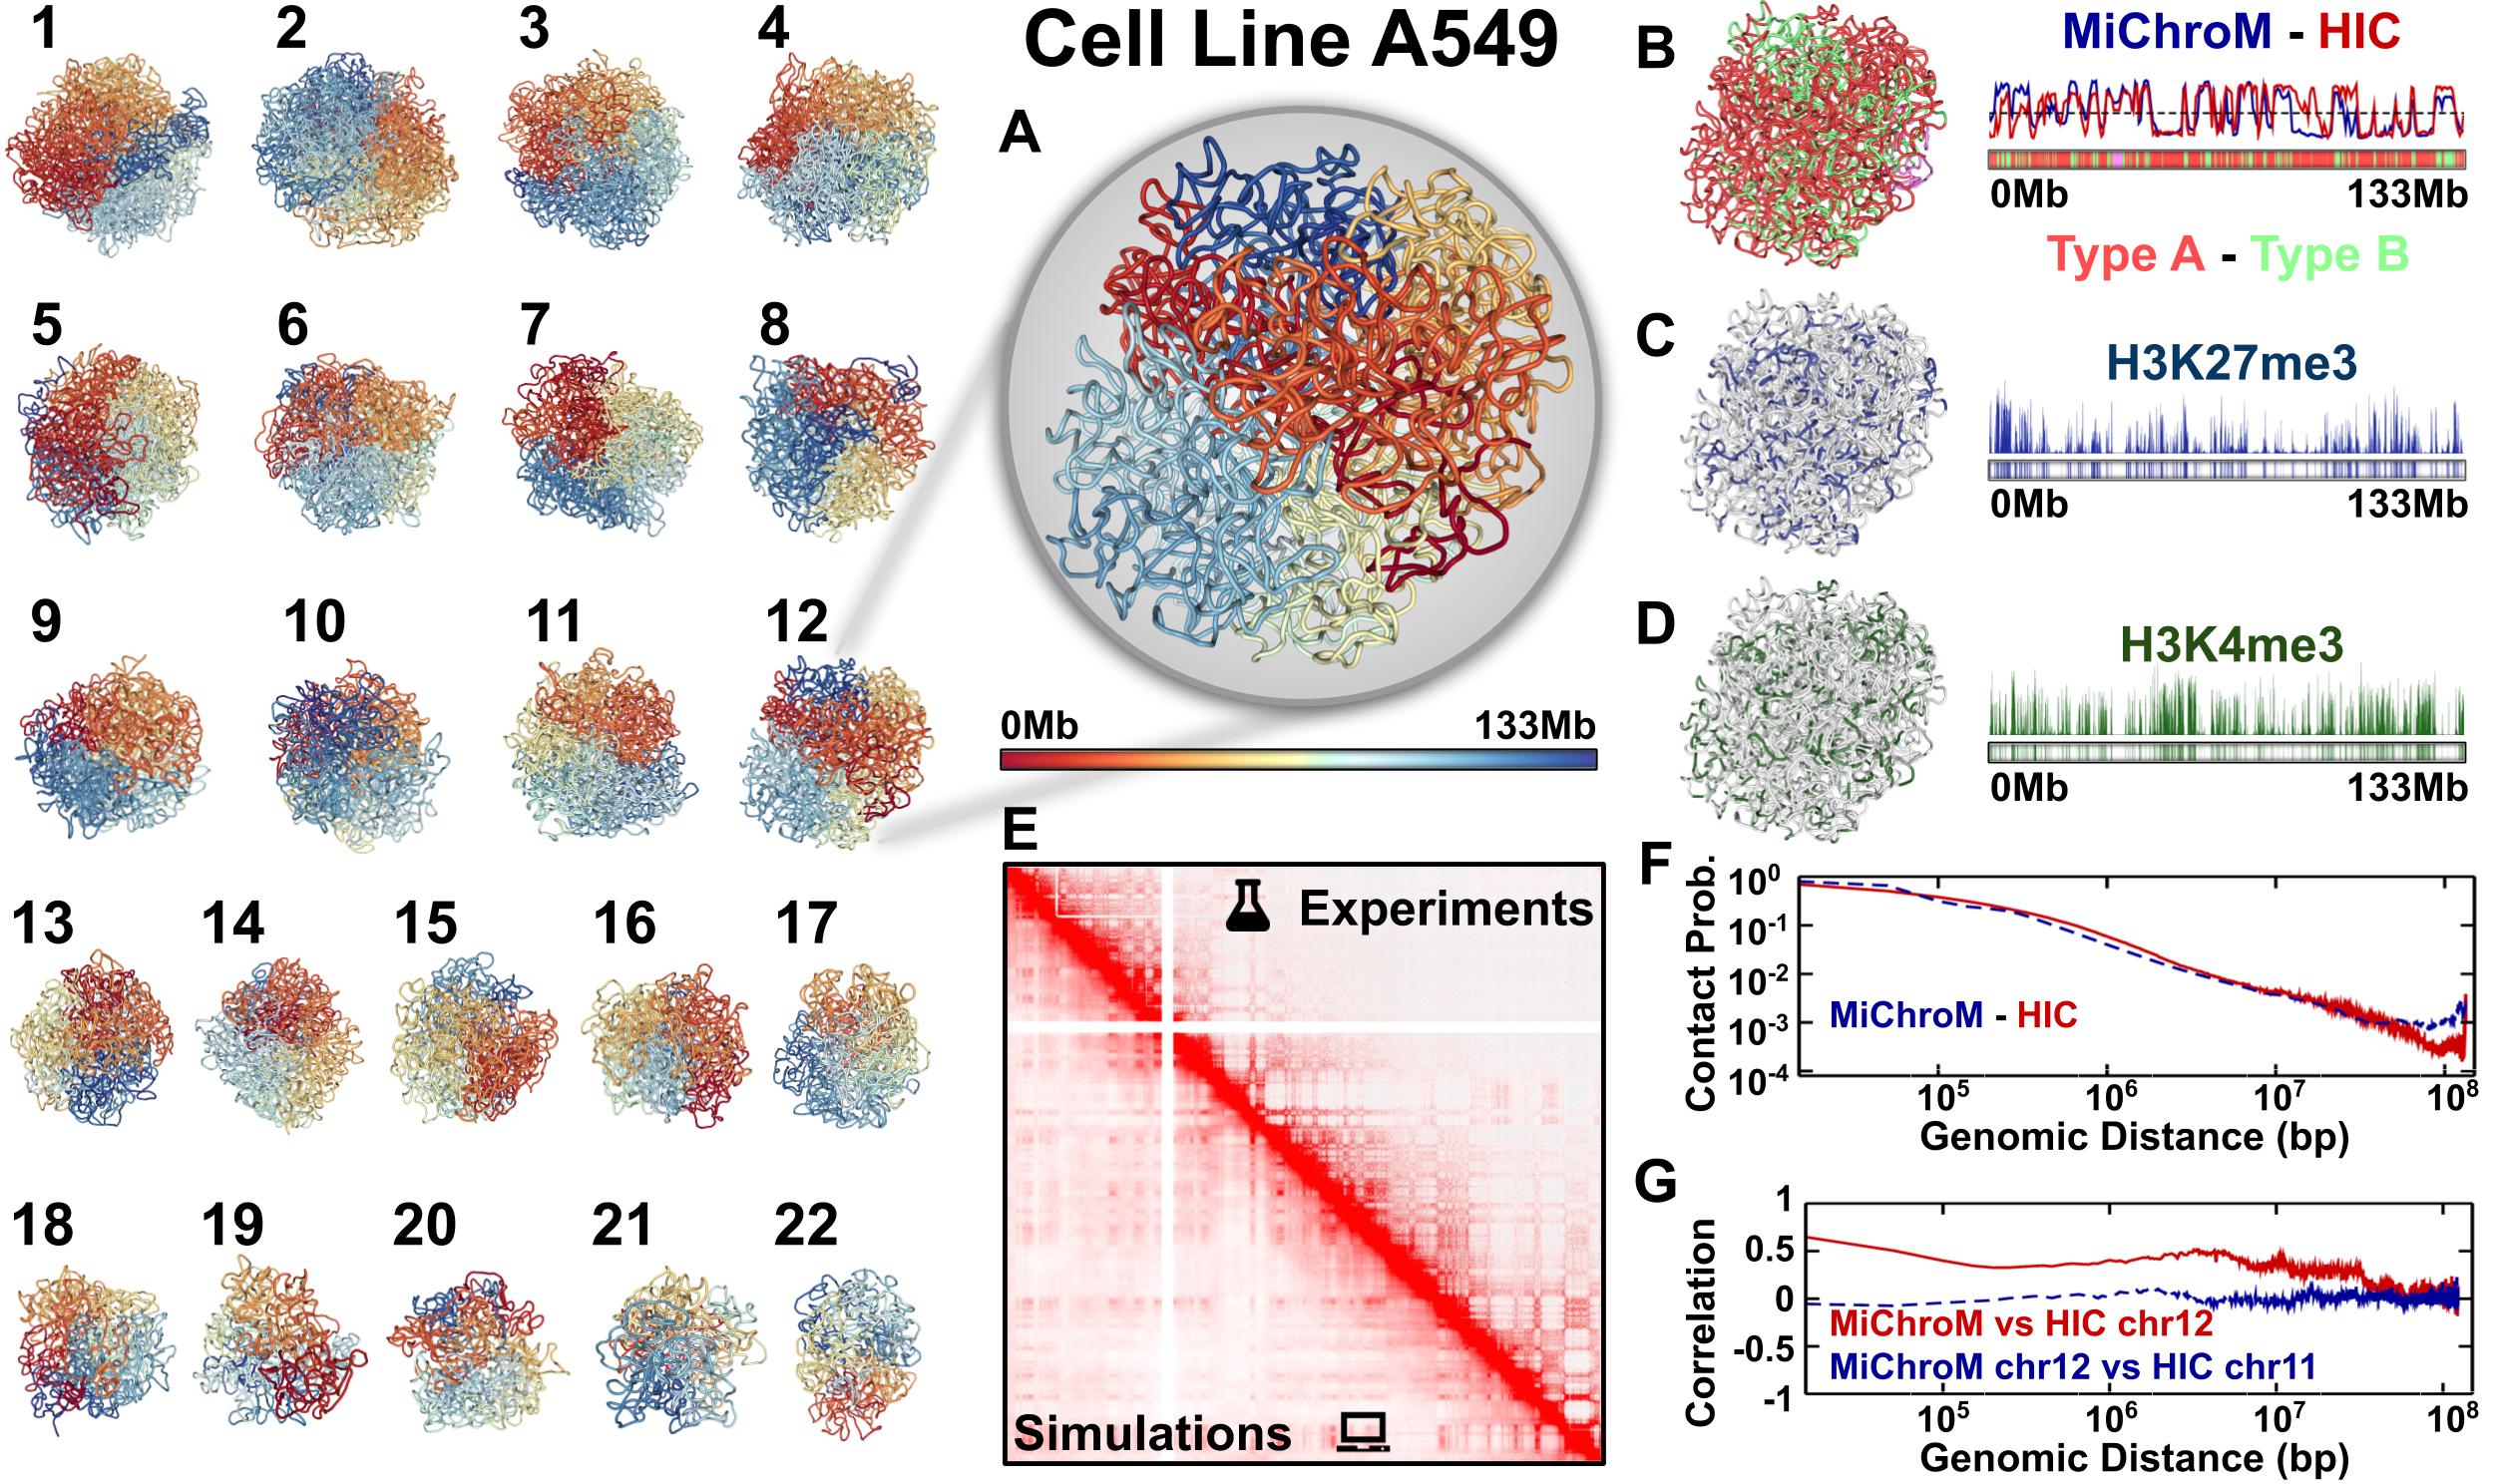 Cell Line A549
1 2 3 4
5 6 7 8
9 10 11 12
13 14 15 16 17
18 19 20 21 22
A
0Mb 133Mb
B
MiChroM - HIC
0Mb 133Mb
Type A - Type B
C
H3K27me3
0Mb 133Mb
D
H3K4me3
0Mb 133Mb
E
Experiments
Simulations
F
Contact Prob.
10⁰
10⁻¹
10⁻²
10⁻³
10⁻⁴
MiChroM - HIC
10⁵ 10⁶ 10⁷ 10⁸
Genomic Distance (bp)
G
Correlation
1
0.5
0
-0.5
-1
MiChroM vs HIC chr12
MiChroM chr12 vs HIC chr11
10⁵ 10⁶ 10⁷ 10⁸
Genomic Distance (bp)